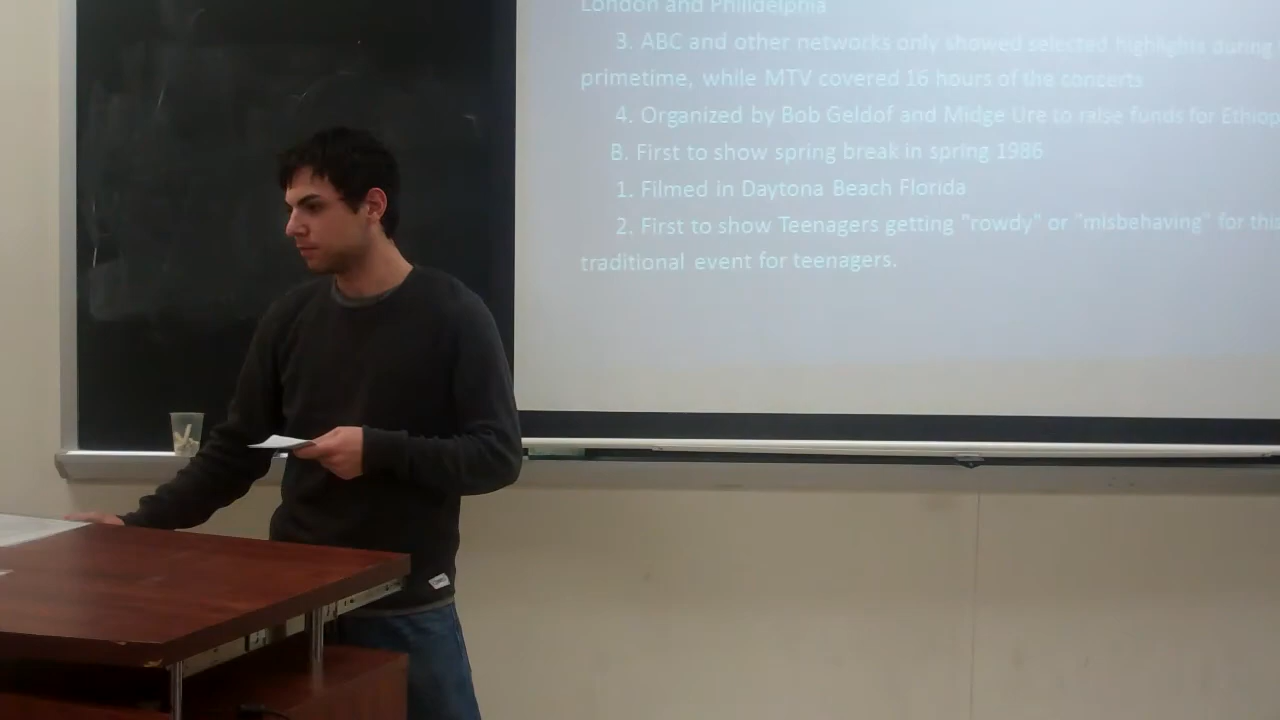 London and Philidelphia
3. ABC and other networks only showed selected highlights during
primetime, while MTV covered 16 hours of the concerts
4. Organized by Bob Geldof and Midge Ure to raise funds for Ethiop
B. First to show spring break in spring 1986
1. Filmed in Daytona Beach Florida
2. First to show Teenagers getting "rowdy" or "misbehaving" for this
traditional event for teenagers.